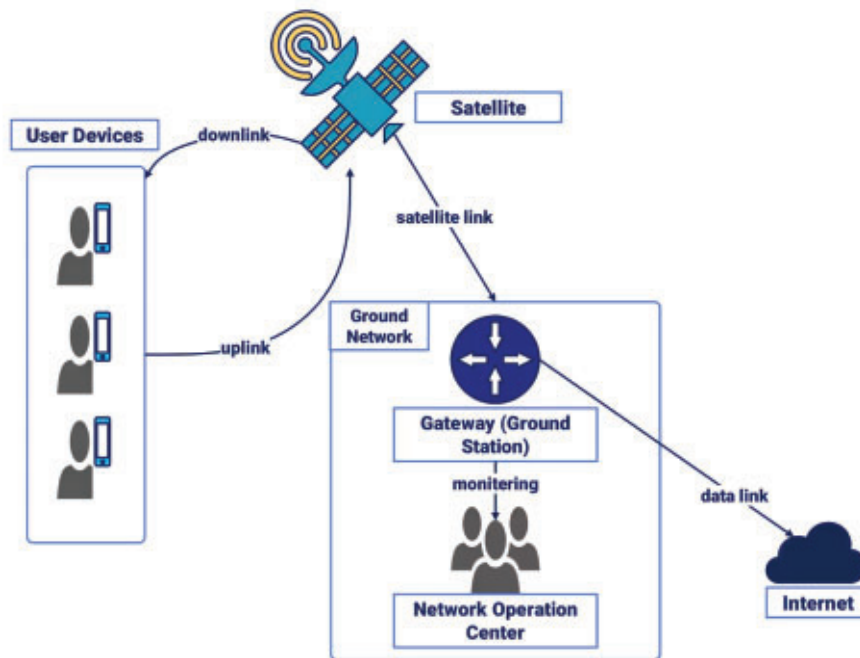 Satellite
User Devices
downlink
satellite link
Ground
Network
uplink
Gateway (Ground
Station)
monitering
data link
Network Operation
Center
Internet